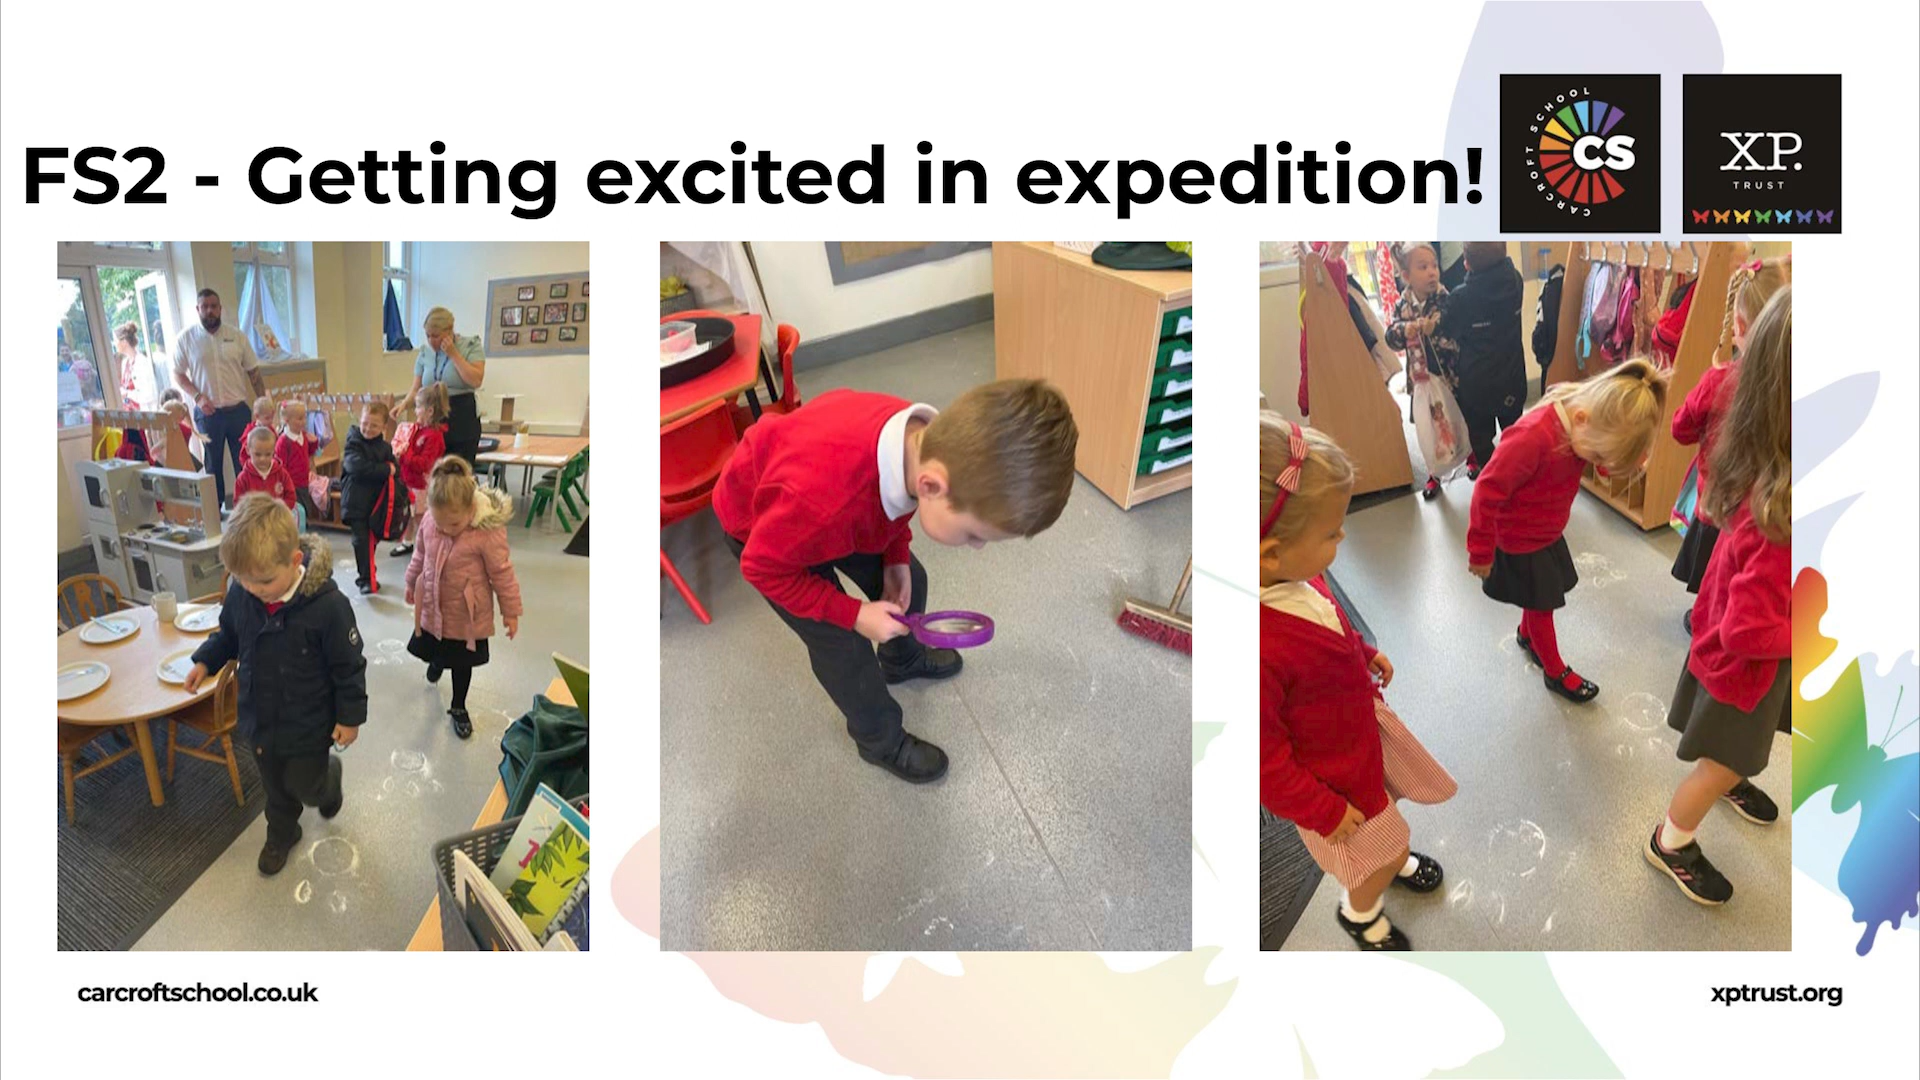 FS2 - Getting excited in expedition!
CARCROFT SCHOOL
CS
XP.
TRUST
carcroftschool.co.uk
xptrust.org